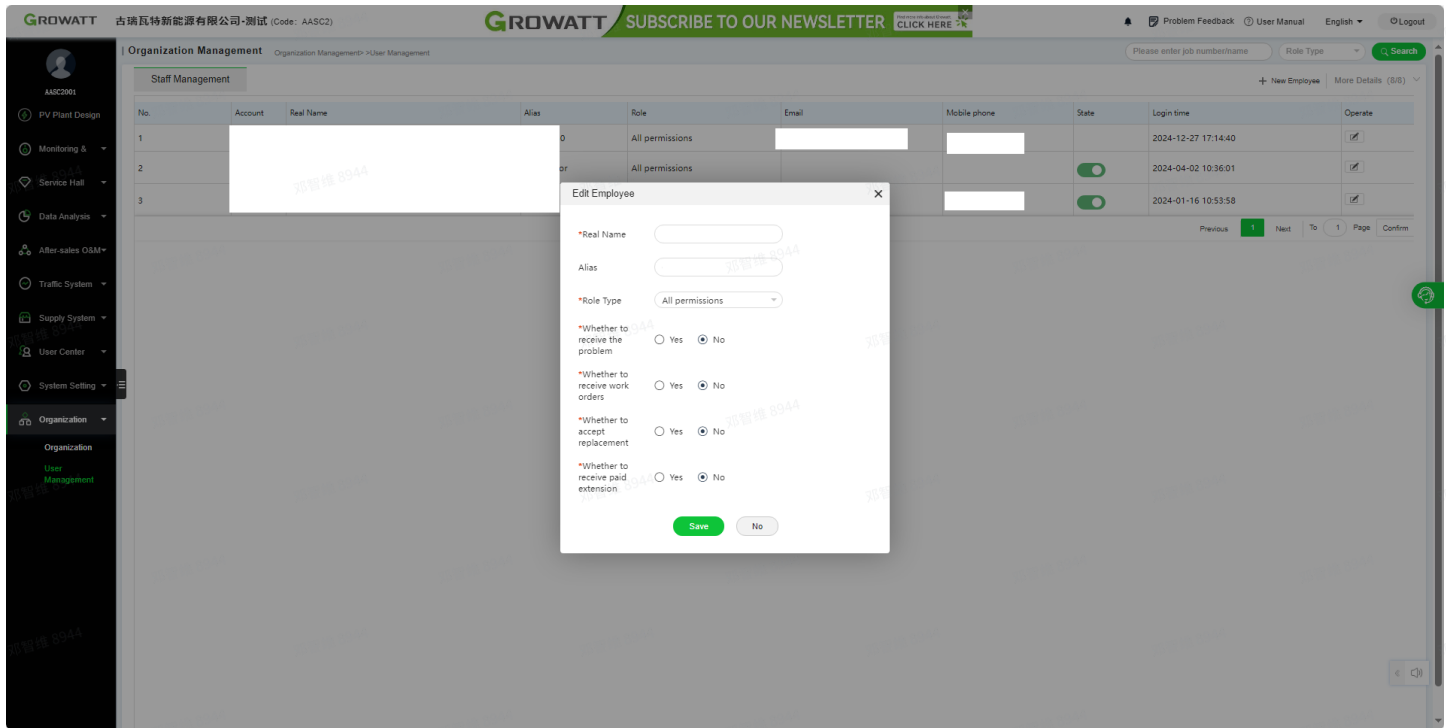 GROWATT 古瑞瓦特新能源有限公司-测试 (Code: AASC2) GROWATT SUBSCRIBE TO OUR NEWSLETTER CLICK HERE Problem Feedback User Manual English Logout
AASC2001
Organization Management Organization Management> >User Management Please enter job number/name Role Type Search
Staff Management + New Employee More Details (8/8)
No. Account Real Name Alias Role Email Mobile phone State Login time Operate
1 0 All permissions 2024-12-27 17:14:40
2 or All permissions 2024-04-02 10:36:01
3 2024-01-16 10:53:58
Previous 1 Next To 1 Page Confirm
PV Plant Design
Monitoring &
Service Hall
Data Analysis
After-sales O&M
Traffic System
Supply System
User Center
System Setting
Organization
Organization
User
Management
Edit Employee
*Real Name
Alias
*Role Type All permissions
*Whether to
receive the
problem
Yes No
*Whether to
receive work
orders
Yes No
*Whether to
accept
replacement
Yes No
*Whether to
receive paid
extension
Yes No
Save No
邓智维 8944